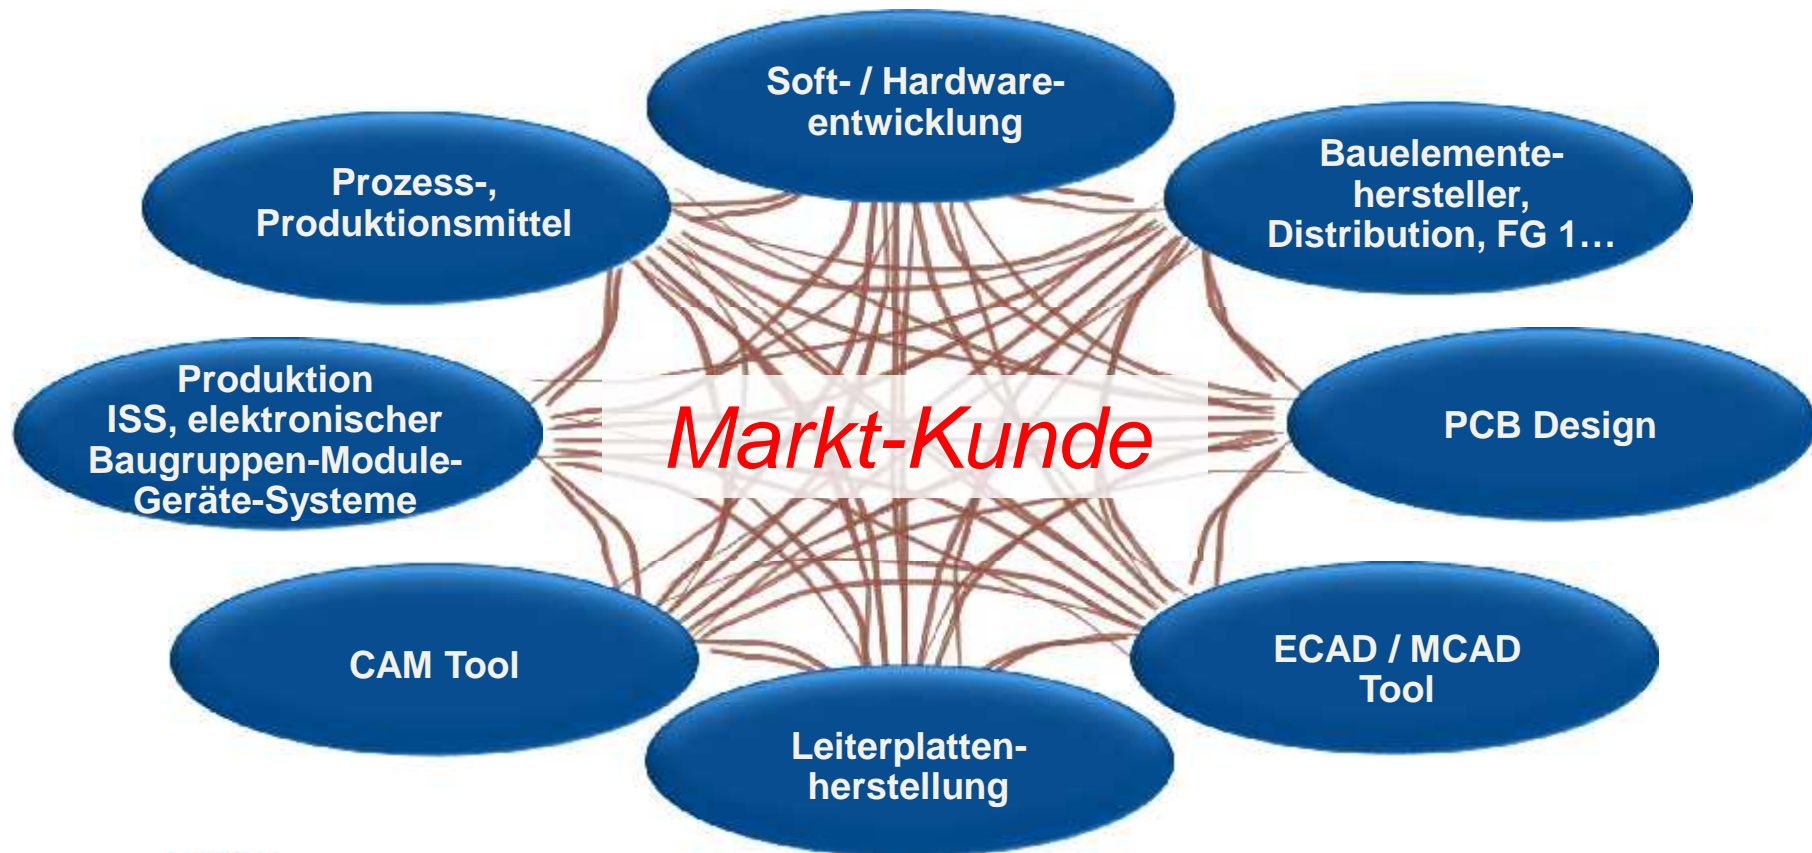 Soft- / Hardware-
entwicklung
Bauelemente-
hersteller,
Distribution, FG 1…
Prozess-,
Produktionsmittel
Produktion
ISS, elektronischer
Baugruppen-Module-
Geräte-Systeme
Markt-Kunde
PCB Design
CAM Tool
ECAD / MCAD
Tool
Leiterplatten-
herstellung